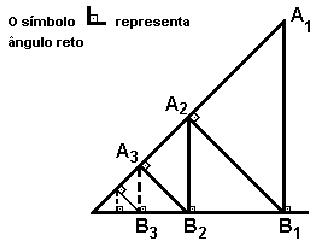 O símbolo representa
ângulo reto
A1
A2
A3
B3 B2 B1